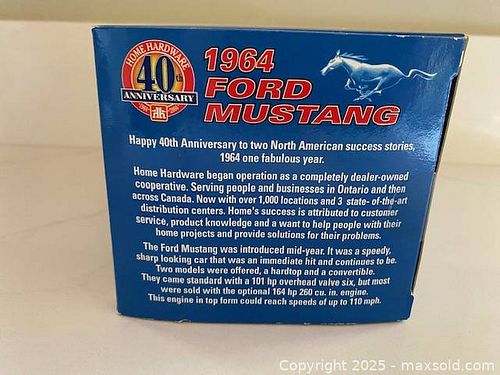 HOME HARDWARE
40th
ANNIVERSARY
1964
FORD
MUSTANG
Happy 40th Anniversary to two North American success stories,
1964 one fabulous year.
Home Hardware began operation as a completely dealer-owned
cooperative. Serving people and businesses in Ontario and then
across Canada. Now with over 1,000 locations and 3 state-of-the-art
distribution centers. Home's success is attributed to customer
service, product knowledge and a want to help people with their
home projects and provide solutions for their problems.
The Ford Mustang was introduced mid-year. It was a speedy,
sharp looking car that was an immediate hit and continues to be.
Two models were offered, a hardtop and a convertible.
They came standard with a 101 hp overhead valve six, but most
were sold with the optional 164 hp 260 cu. in. engine.
This engine in top form could reach speeds of up to 110 mph.
Copyright © 2025 - maxsold.com